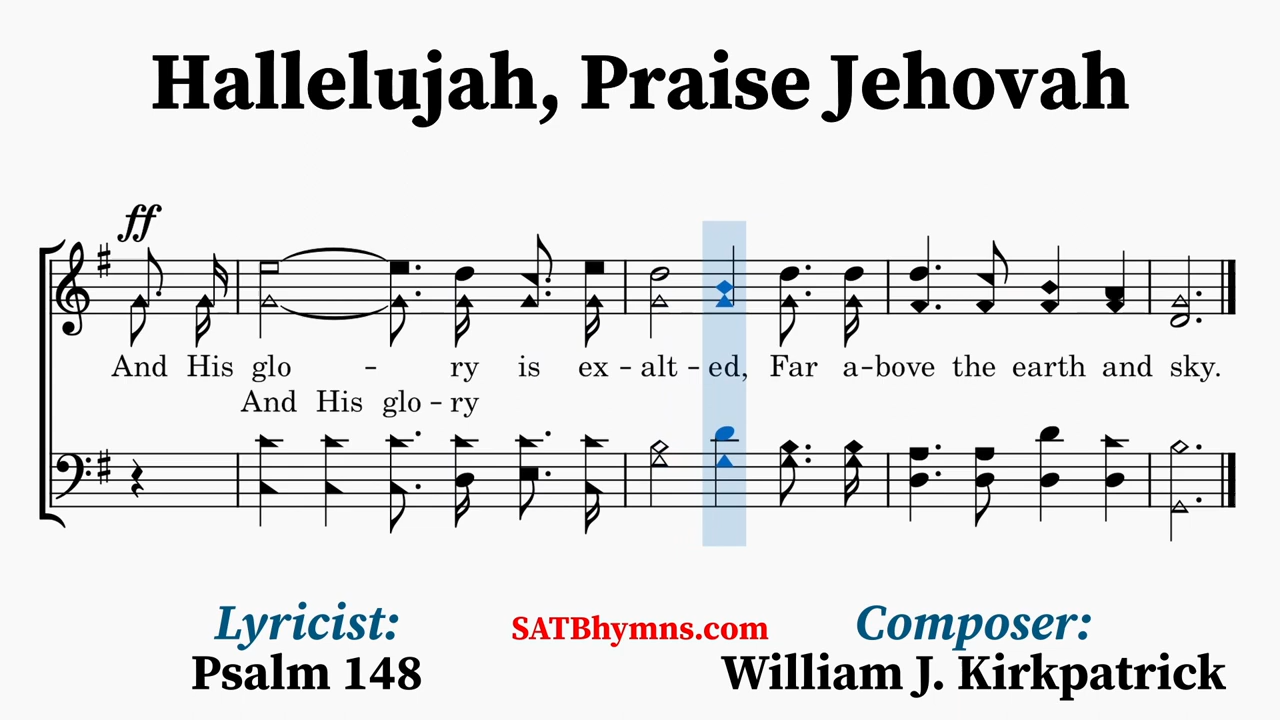 Hallelujah, Praise Jehovah
ff
And His glo - ry is ex - alt - ed, Far a - bove the earth and sky.
And His glo - ry
Lyricist:
SATBhymns.com
Composer:
Psalm 148
William J. Kirkpatrick